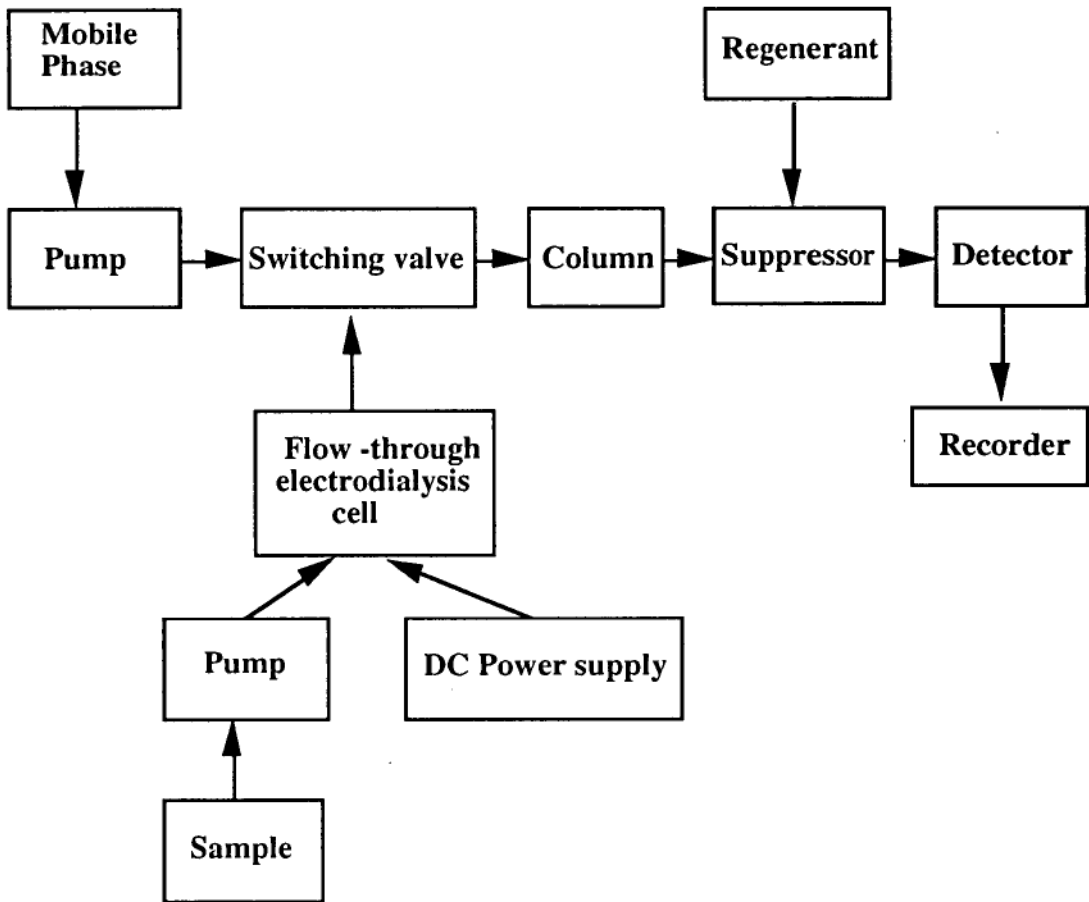 Mobile
Phase
Regenerant
Pump
Switching valve
Column
Suppressor
Detector
Flow -through
electrodialysis
cell
Recorder
Pump
DC Power supply
Sample